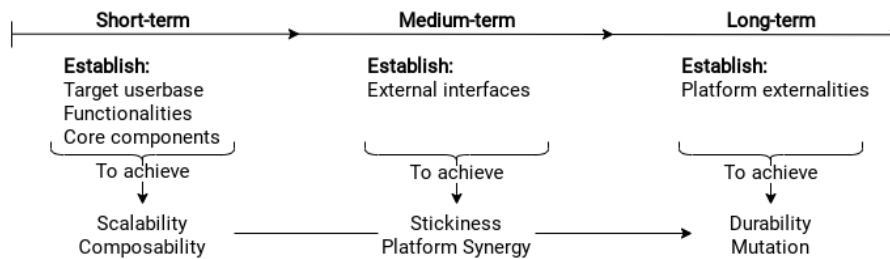 Short-term
Medium-term
Long-term
Establish:
Target userbase
Functionalities
Core components
To achieve
Scalability
Composability
Establish:
External interfaces
To achieve
Stickiness
Platform Synergy
Establish:
Platform externalities
To achieve
Durability
Mutation